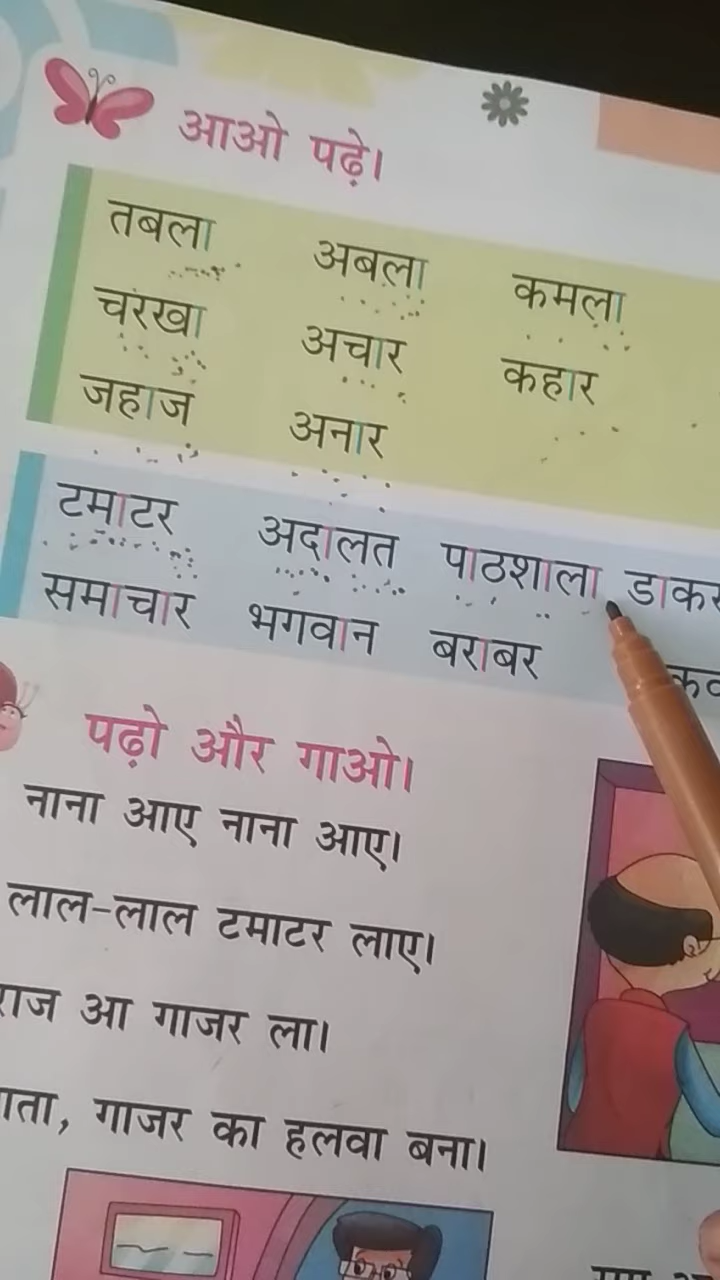 आओ पढ़े।
तबला अबला कमला
चरखा अचार कहार
जहाज अनार
टमाटर अदालत पाठशाला
समाचार भगवान बराबर
पढ़ो और गाओ।
नाना आए नाना आए।
लाल-लाल टमाटर लाए।
आ गाजर ला।
गाजर का हलवा बना।